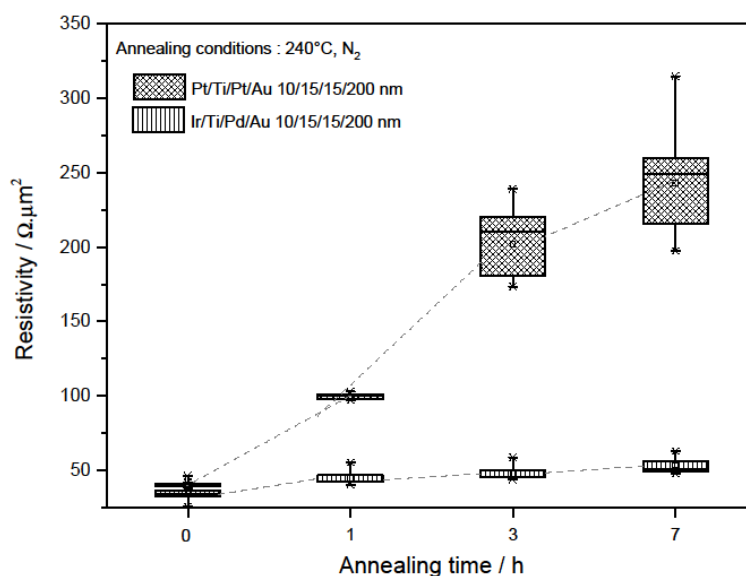 350
300
250
200
150
100
50
Resistivity / Ω.μm²
Annealing conditions : 240°C, N₂
Pt/Ti/Pt/Au 10/15/15/200 nm
Ir/Ti/Pd/Au 10/15/15/200 nm
0 1 3 7
Annealing time / h